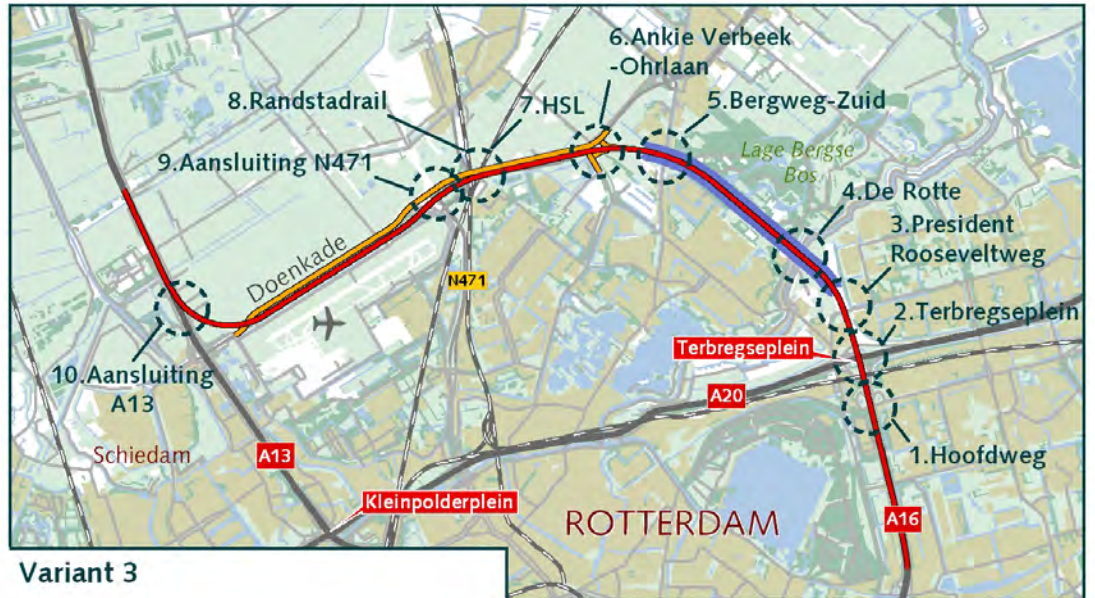 6.Ankie Verbeek
-Ohrlaan
8.Randstadrail
7.HSL
5.Bergweg-Zuid
9.Aansluiting N471
Lage Bergse
Bos
4.De Rotte
3.President
Rooseveltweg
Doenkade
N471
2.Terbregseplein
Terbregseplein
10.Aansluiting
A13
A20
Schiedam
A13
1.Hoofdweg
Kleinpolderplein
ROTTERDAM
A16
Variant 3